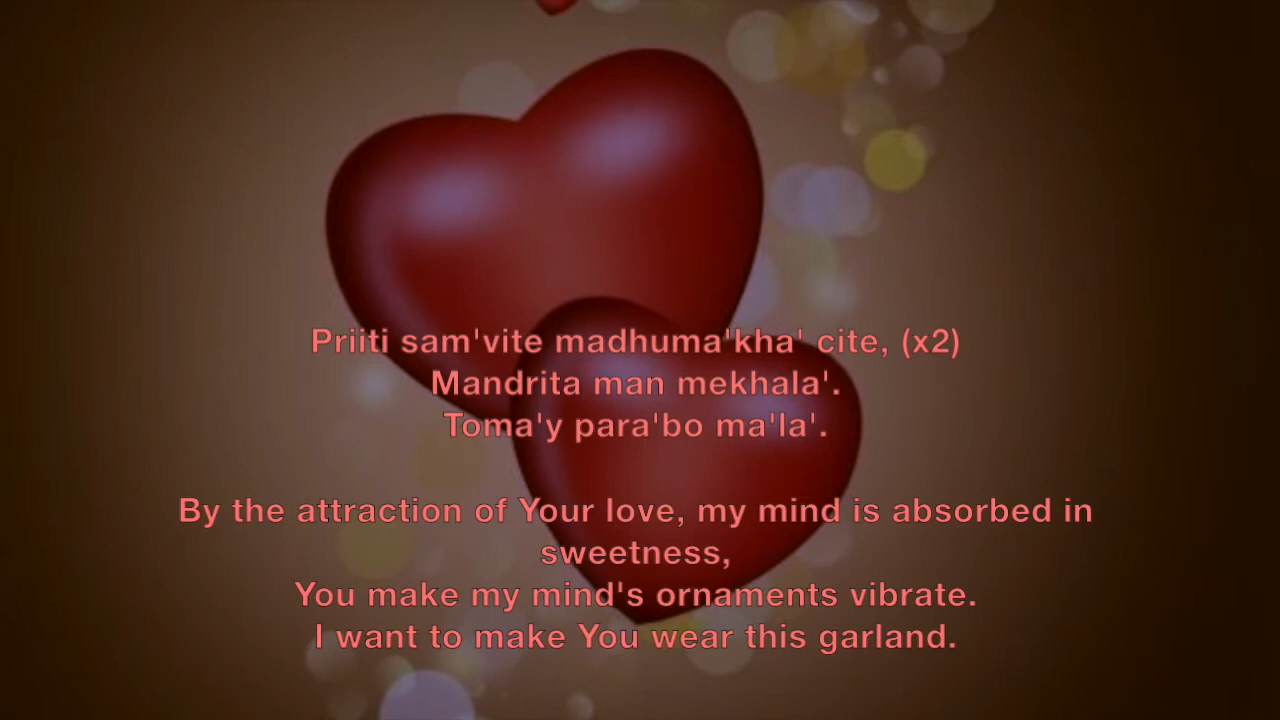 Priiti sam'vite madhuma'kha' cite, (x2)
Mandrita man mekhala'.
Toma'y para'bo ma'la'.
By the attraction of Your love, my mind is absorbed in
sweetness,
You make my mind's ornaments vibrate.
I want to make You wear this garland.